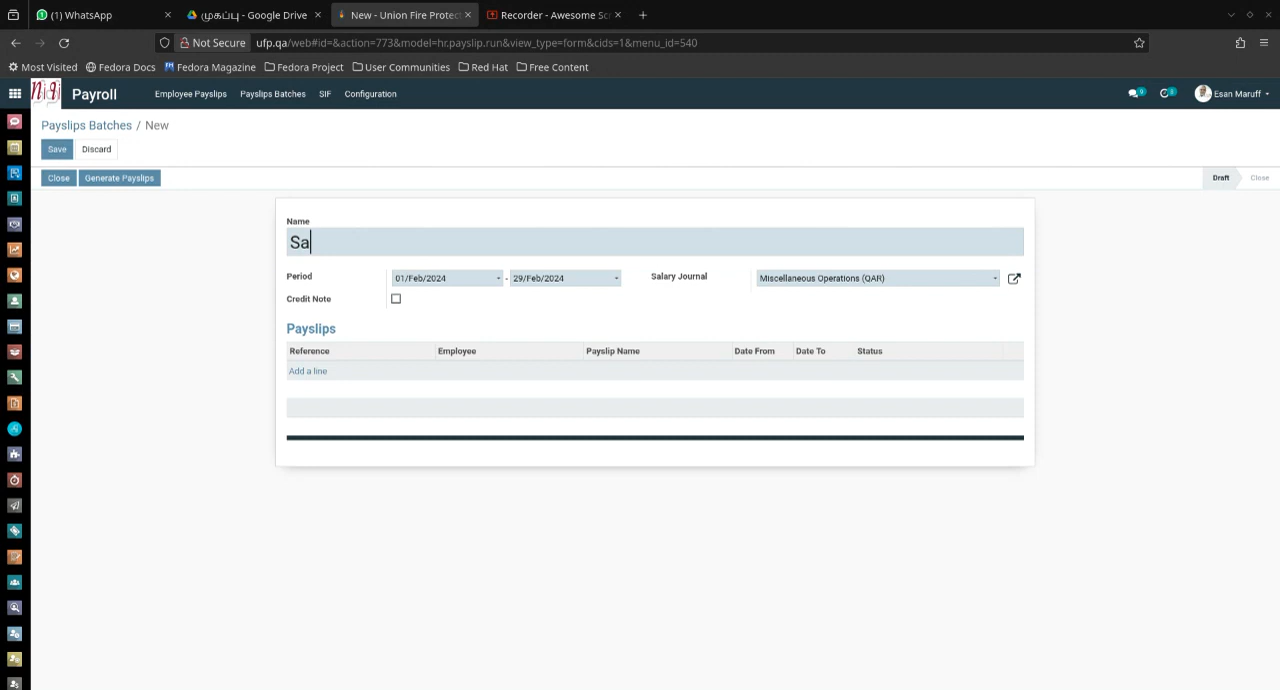 (1) WhatsApp
முகப்பு - Google Drive
New - Union Fire Protect
Recorder - Awesome Scr
Not Secure
ufp.qa/web#id=&action=773&model=hr.payslip.run&view_type=form&cids=1&menu_id=540
Most Visited
Fedora Docs
Fedora Magazine
Fedora Project
User Communities
Red Hat
Free Content
Payroll
Employee Payslips
Payslips Batches
SIF
Configuration
Esan Maruff
Payslips Batches / New
Save
Discard
Close
Generate Payslips
Draft
Close
Name
Sa
Period
01/Feb/2024 - 29/Feb/2024
Salary Journal
Miscellaneous Operations (QAR)
Credit Note
Payslips
Reference
Employee
Payslip Name
Date From
Date To
Status
Add a line